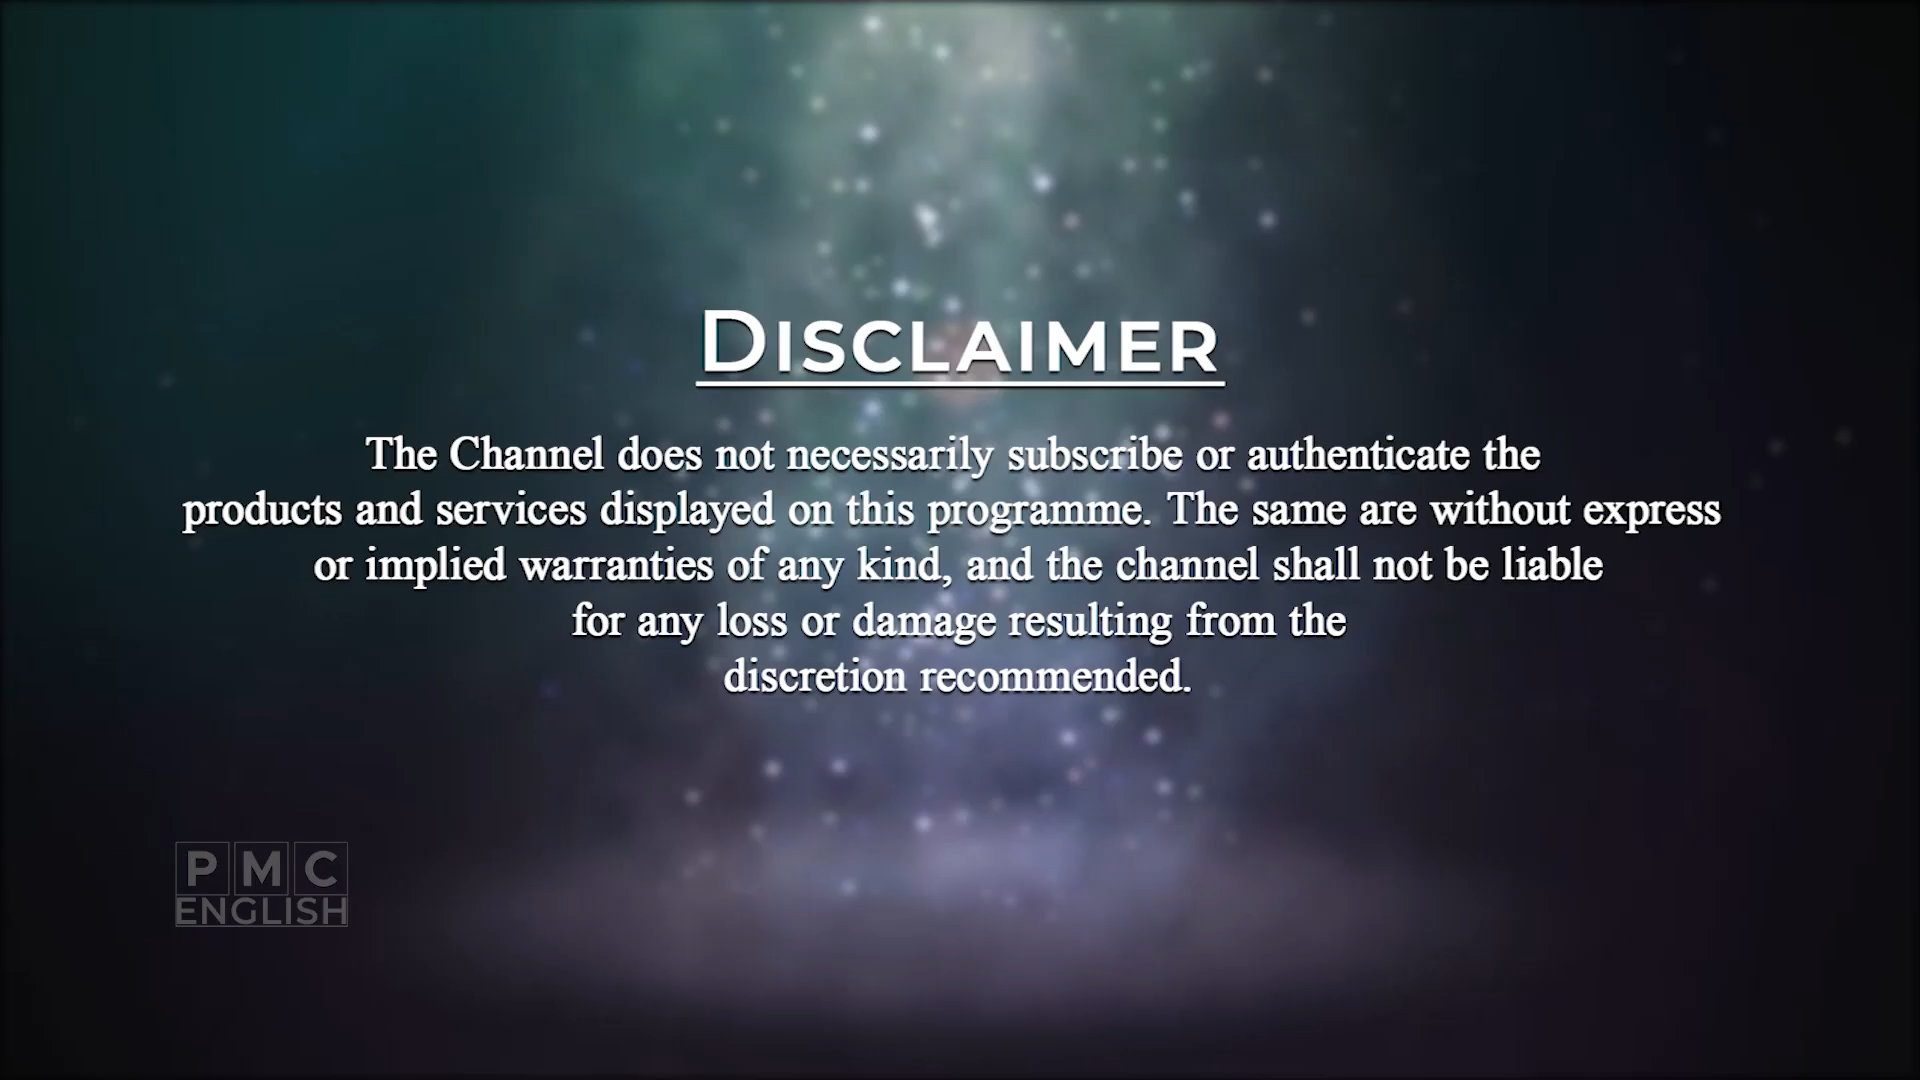 DISCLAIMER
The Channel does not necessarily subscribe or authenticate the
products and services displayed on this programme. The same are without express
or implied warranties of any kind, and the channel shall not be liable
for any loss or damage resulting from the
discretion recommended.
PMC
ENGLISH